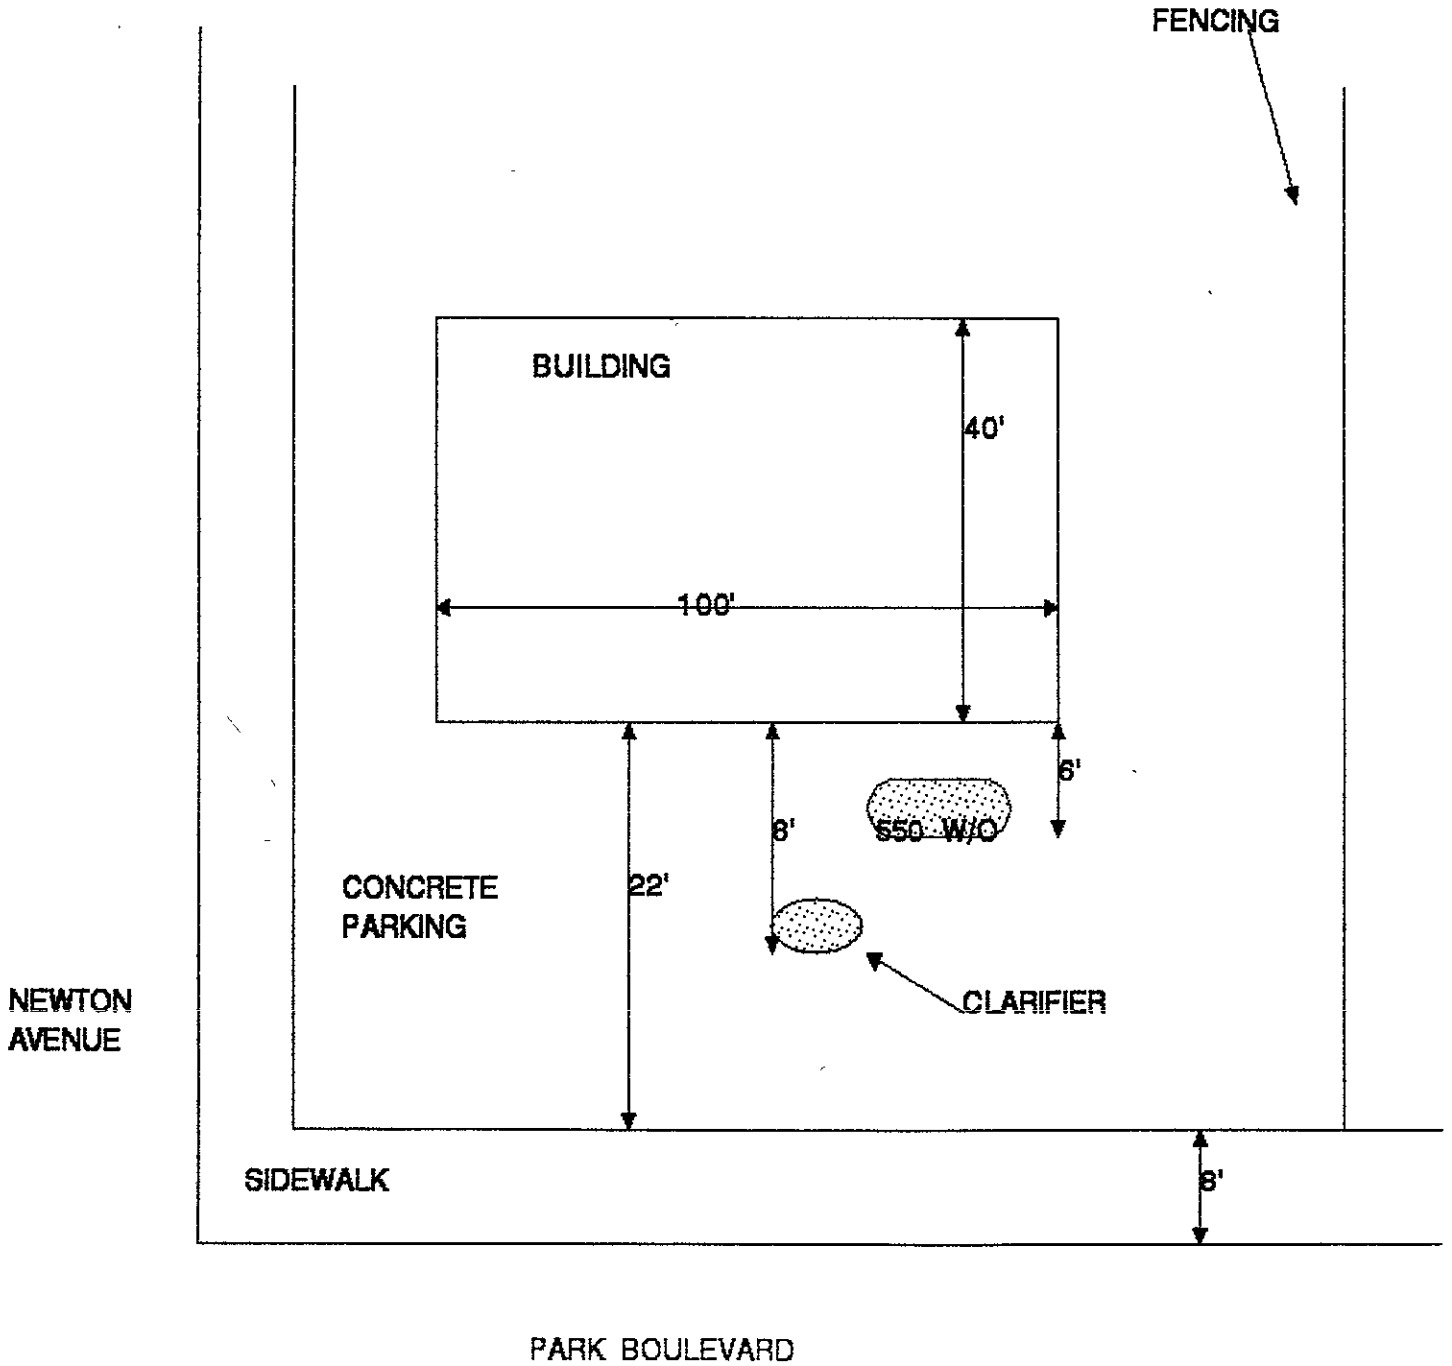 FENCING
BUILDING
40'
100'
6'
8'
550 W/O
22'
CONCRETE
PARKING
CLARIFIER
NEWTON
AVENUE
SIDEWALK
8'
PARK BOULEVARD